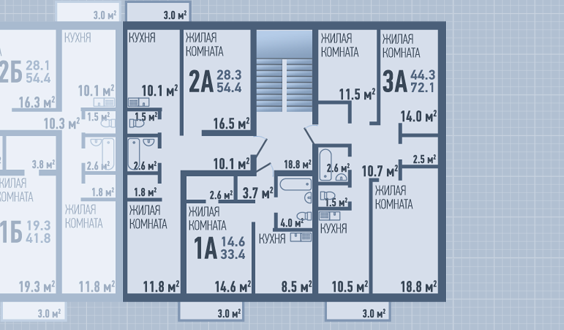 3.0 м²
3.0 м²
КУХНЯ
КУХНЯ
ЖИЛАЯ
КОМНАТА
ЖИЛАЯ
КОМНАТА
ЖИЛАЯ
КОМНАТА
2Б 28.1
54.4
2А 28.3
54.4
3А 44.3
72.1
10.1 м²
10.1 м²
11.5 м²
16.3 м²
1.5 м²
1.5 м²
16.5 м²
14.0 м²
10.3 м²
3.8 м²
2.6 м²
2.6 м²
10.1 м²
18.8 м²
2.6 м²
10.7 м²
2.5 м²
ЖИЛАЯ
КОМНАТА
1.8 м²
1.8 м²
2.6 м²
3.7 м²
ЖИЛАЯ
КОМНАТА
1.5 м²
ЖИЛАЯ
КОМНАТА
ЖИЛАЯ
КОМНАТА
ЖИЛАЯ
КОМНАТА
4.0 м²
КУХНЯ
КУХНЯ
1Б 19.3
41.8
1А 14.6
33.4
19.3 м²
11.8 м²
11.8 м²
14.6 м²
8.5 м²
10.5 м²
18.8 м²
3.0 м²
3.0 м²
3.0 м²